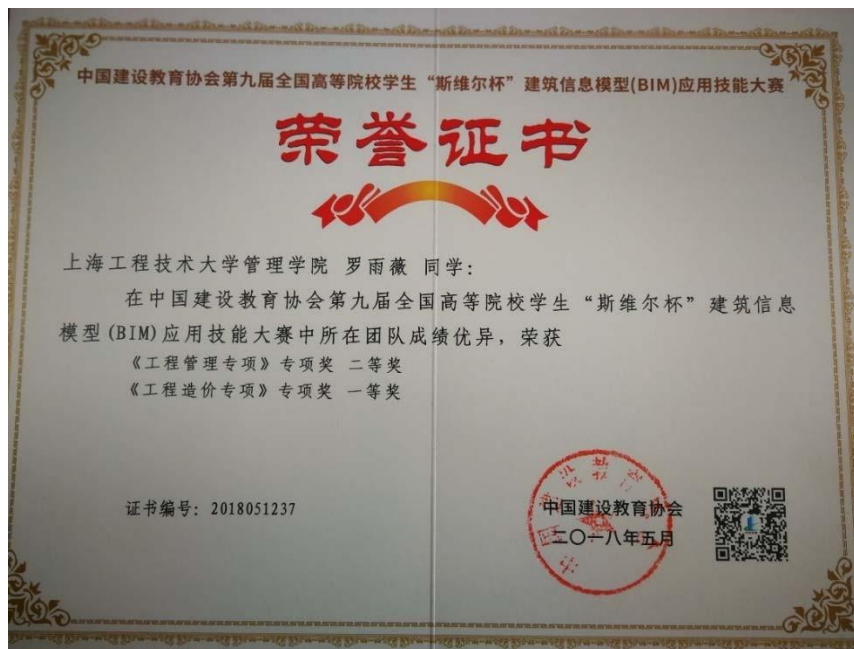 中国建设教育协会第九届全国高等院校学生“斯维尔杯”建筑信息模型(BIM)应用技能大赛
荣誉证书
上海工程技术大学管理学院 罗雨薇 同学：
在中国建设教育协会第九届全国高等院校学生“斯维尔杯”建筑信息
模型(BIM)应用技能大赛中所在团队成绩优异，荣获
《工程管理专项》专项奖 二等奖
《工程造价专项》专项奖 一等奖
证书编号：2018051237
中国建设教育协会
二〇一八年五月